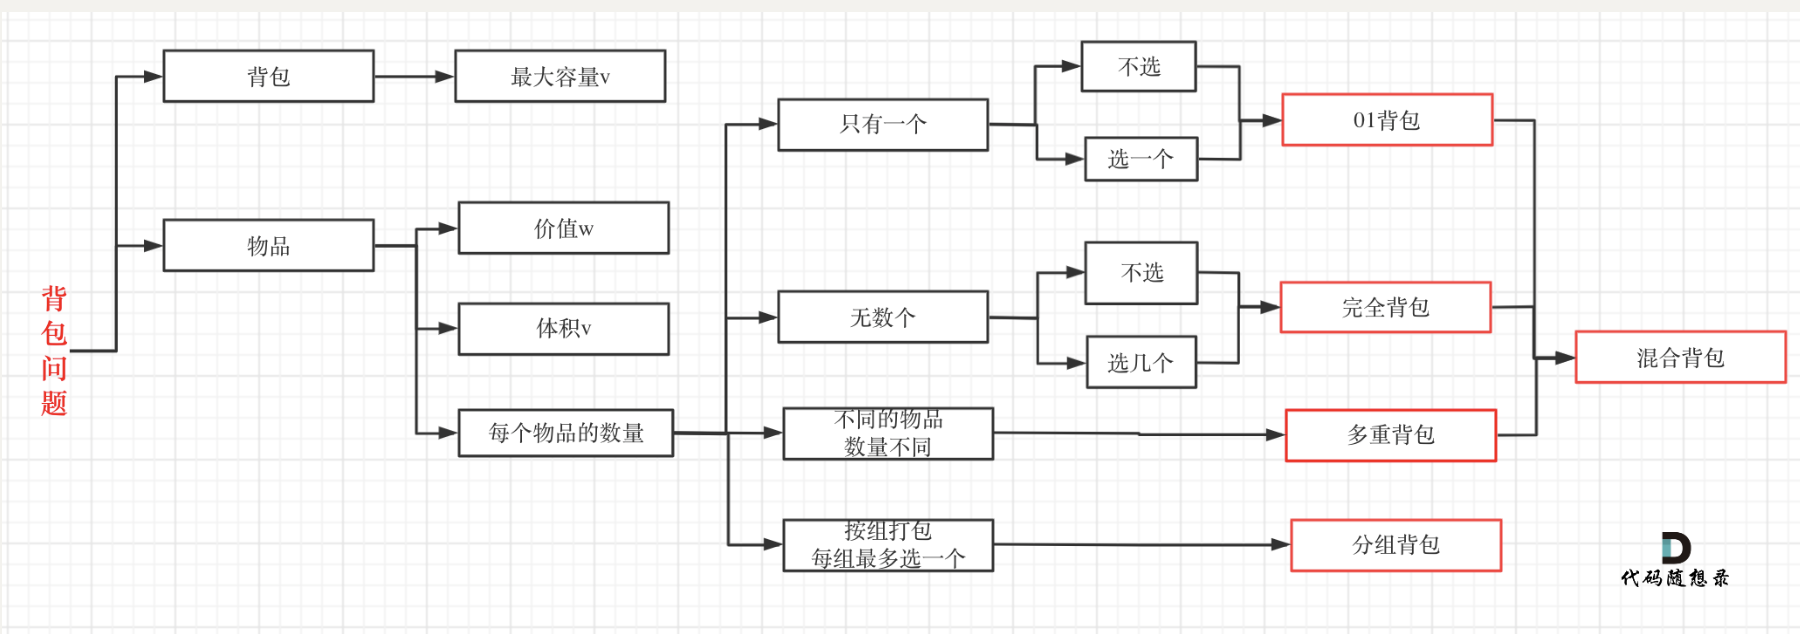 背
包
问
题
背包
最大容量v
物品
价值w
体积v
每个物品的数量
只有一个
不选
选一个
01背包
无数个
不选
选几个
完全背包
不同的物品
数量不同
多重背包
混合背包
按组打包
每组最多选一个
分组背包
代码随想录